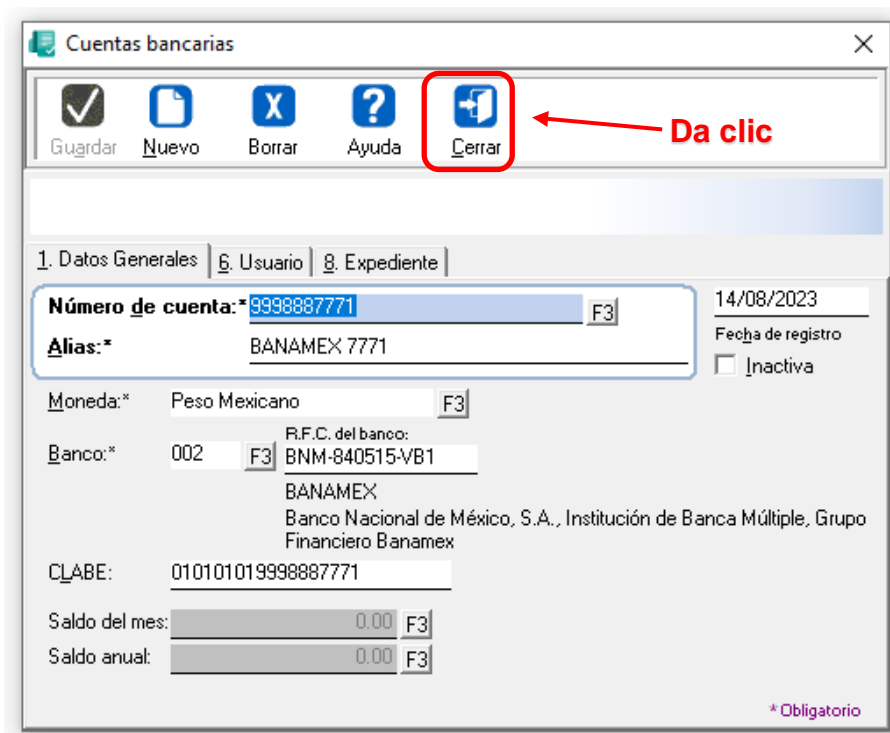 Cuentas bancarias
Guardar Nuevo Borrar Ayuda Cerrar
Da clic
1. Datos Generales 6. Usuario 8. Expediente
Número de cuenta:* 9998887771 F3 14/08/2023
Fecha de registro
Alias:* BANAMEX 7771
Inactiva
Moneda:* Peso Mexicano F3
R.F.C. del banco:
Banco:* 002 F3 BNM-840515-VB1
BANAMEX
Banco Nacional de México, S.A., Institución de Banca Múltiple, Grupo
Financiero Banamex
CLABE: 010101019998887771
Saldo del mes: 0.00 F3
Saldo anual: 0.00 F3
* Obligatorio